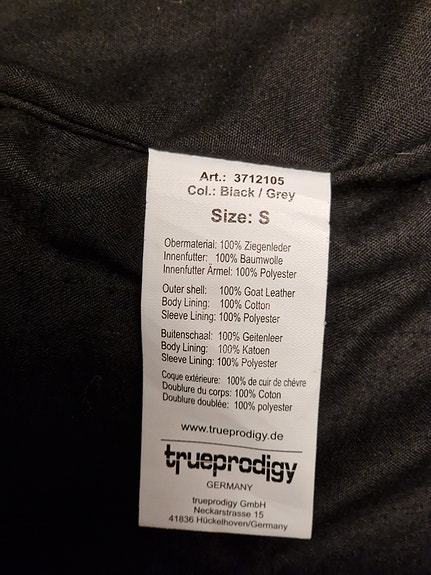 Art.: 3712105
Col.: Black / Grey
Size: S
Obermaterial: 100% Ziegenleder
Innenfutter: 100% Baumwolle
Innenfutter Ärmel: 100% Polyester
Outer shell: 100% Goat Leather
Body Lining: 100% Cotton
Sleeve Lining: 100% Polyester
Buitenschaal: 100% Geitenleer
Body Lining: 100% Katoen
Sleeve Lining: 100% Polyester
Coque extérieure: 100% de cuir de chèvre
Doublure du corps: 100% Coton
Doublure doublée: 100% polyester
www.trueprodigy.de
trueprodigy
GERMANY
trueprodigy GmbH
Neckarstrasse 15
41836 Hückelhoven/Germany